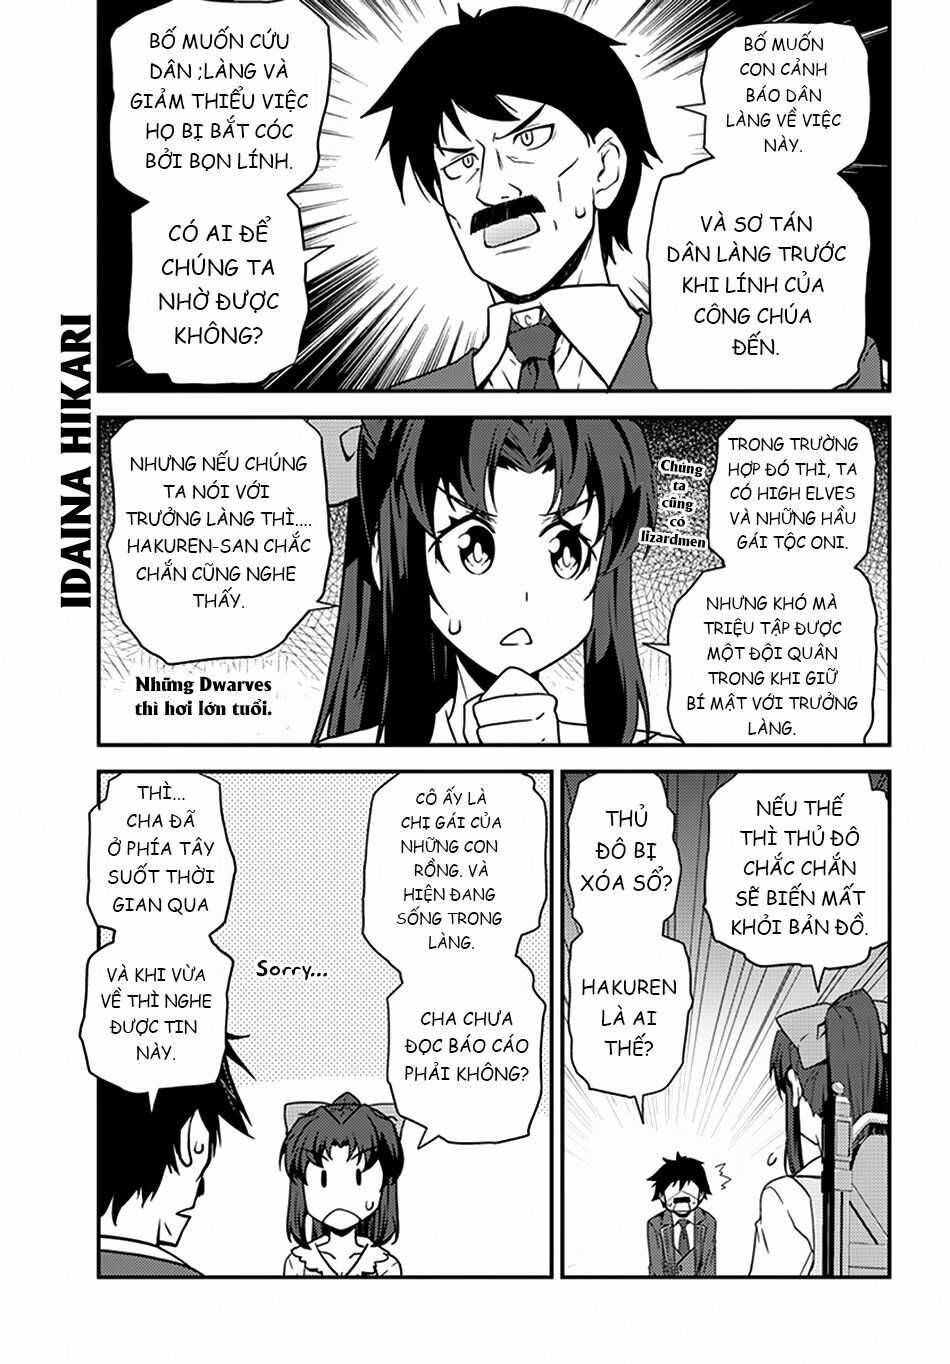 BỐ MUỐN
CON CẢNH
BÁO DÂN
LÀNG VỀ VIỆC
NÀY.
VÀ SƠ TÁN
DÂN LÀNG TRƯỚC
KHI LÍNH CỦA
CÔNG CHÚA
ĐẾN.
BỐ MUỐN CỨU
DÂN ;LÀNG VÀ
GIẢM THIỂU VIỆC
HỌ BỊ BẮT CÓC
BỞI BỌN LÍNH.
CÓ AI ĐỂ
CHÚNG TA
NHỜ ĐƯỢC
KHÔNG?
IDAINA HIKARI
TRONG TRƯỜNG
HỢP ĐÓ THÌ, TA
CÓ HIGH ELVES
VÀ NHỮNG HẦU
GÁI TỘC ONI.
Chúng
ta
cũng
có
lizardmen
NHƯNG KHÓ MÀ
TRIỆU TẬP ĐƯỢC
MỘT ĐỘI QUÂN
TRONG KHI GIỮ
BÍ MẬT VỚI TRƯỞNG
LÀNG.
NHƯNG NẾU CHÚNG
TA NÓI VỚI
TRƯỞNG LÀNG THÌ....
HAKUREN-SAN CHẮC
CHẮN CŨNG NGHE
THẤY.
Những Dwarves
thì hơi lớn tuổi.
NẾU THẾ
THÌ THỦ ĐÔ
CHẮC CHẮN
SẼ BIẾN MẤT
KHỎI BẢN ĐỒ.
THỦ
ĐÔ BỊ
XÓA SỔ?
HAKUREN
LÀ AI
THẾ?
CÔ ẤY LÀ
CHỊ GÁI CỦA
NHỮNG CON
RỒNG. VÀ
HIỆN ĐANG
SỐNG TRONG
LÀNG.
CHA CHƯA
ĐỌC BÁO CÁO
PHẢI KHÔNG?
Sorry...
THÌ...
CHA ĐÃ
Ở PHÍA TÂY
SUỐT THỜI
GIAN QUA
VÀ KHI VỪA
VỀ THÌ NGHE
ĐƯỢC TIN
NÀY.